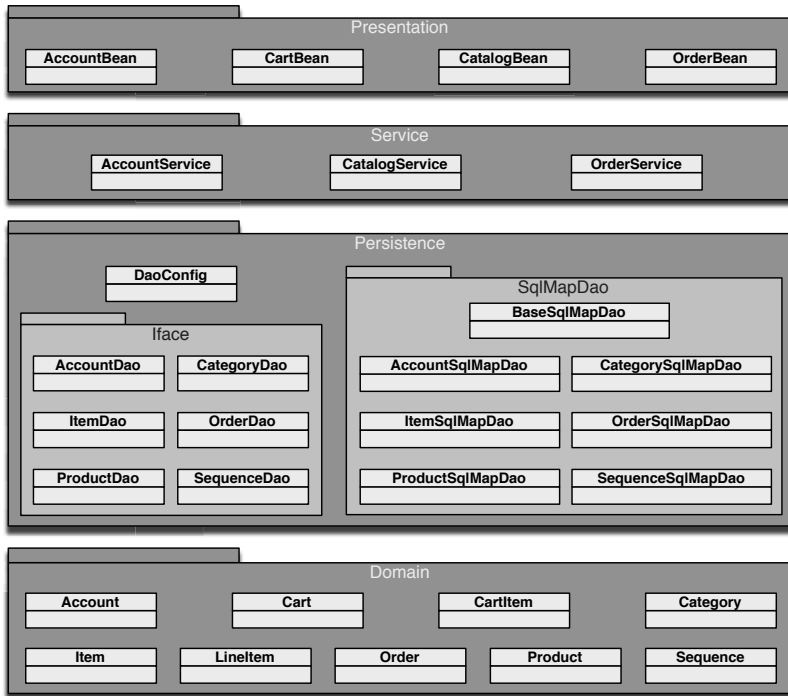 Presentation
AccountBean CartBean CatalogBean OrderBean
Service
AccountService CatalogService OrderService
Persistence
DaoConfig
SqlMapDao
BaseSqlMapDao
Iface
AccountDao CategoryDao
ItemDao OrderDao
ProductDao SequenceDao
AccountSqlMapDao CategorySqlMapDao
ItemSqlMapDao OrderSqlMapDao
ProductSqlMapDao SequenceSqlMapDao
Domain
Account Cart CartItem Category
Item LineItem Order Product Sequence